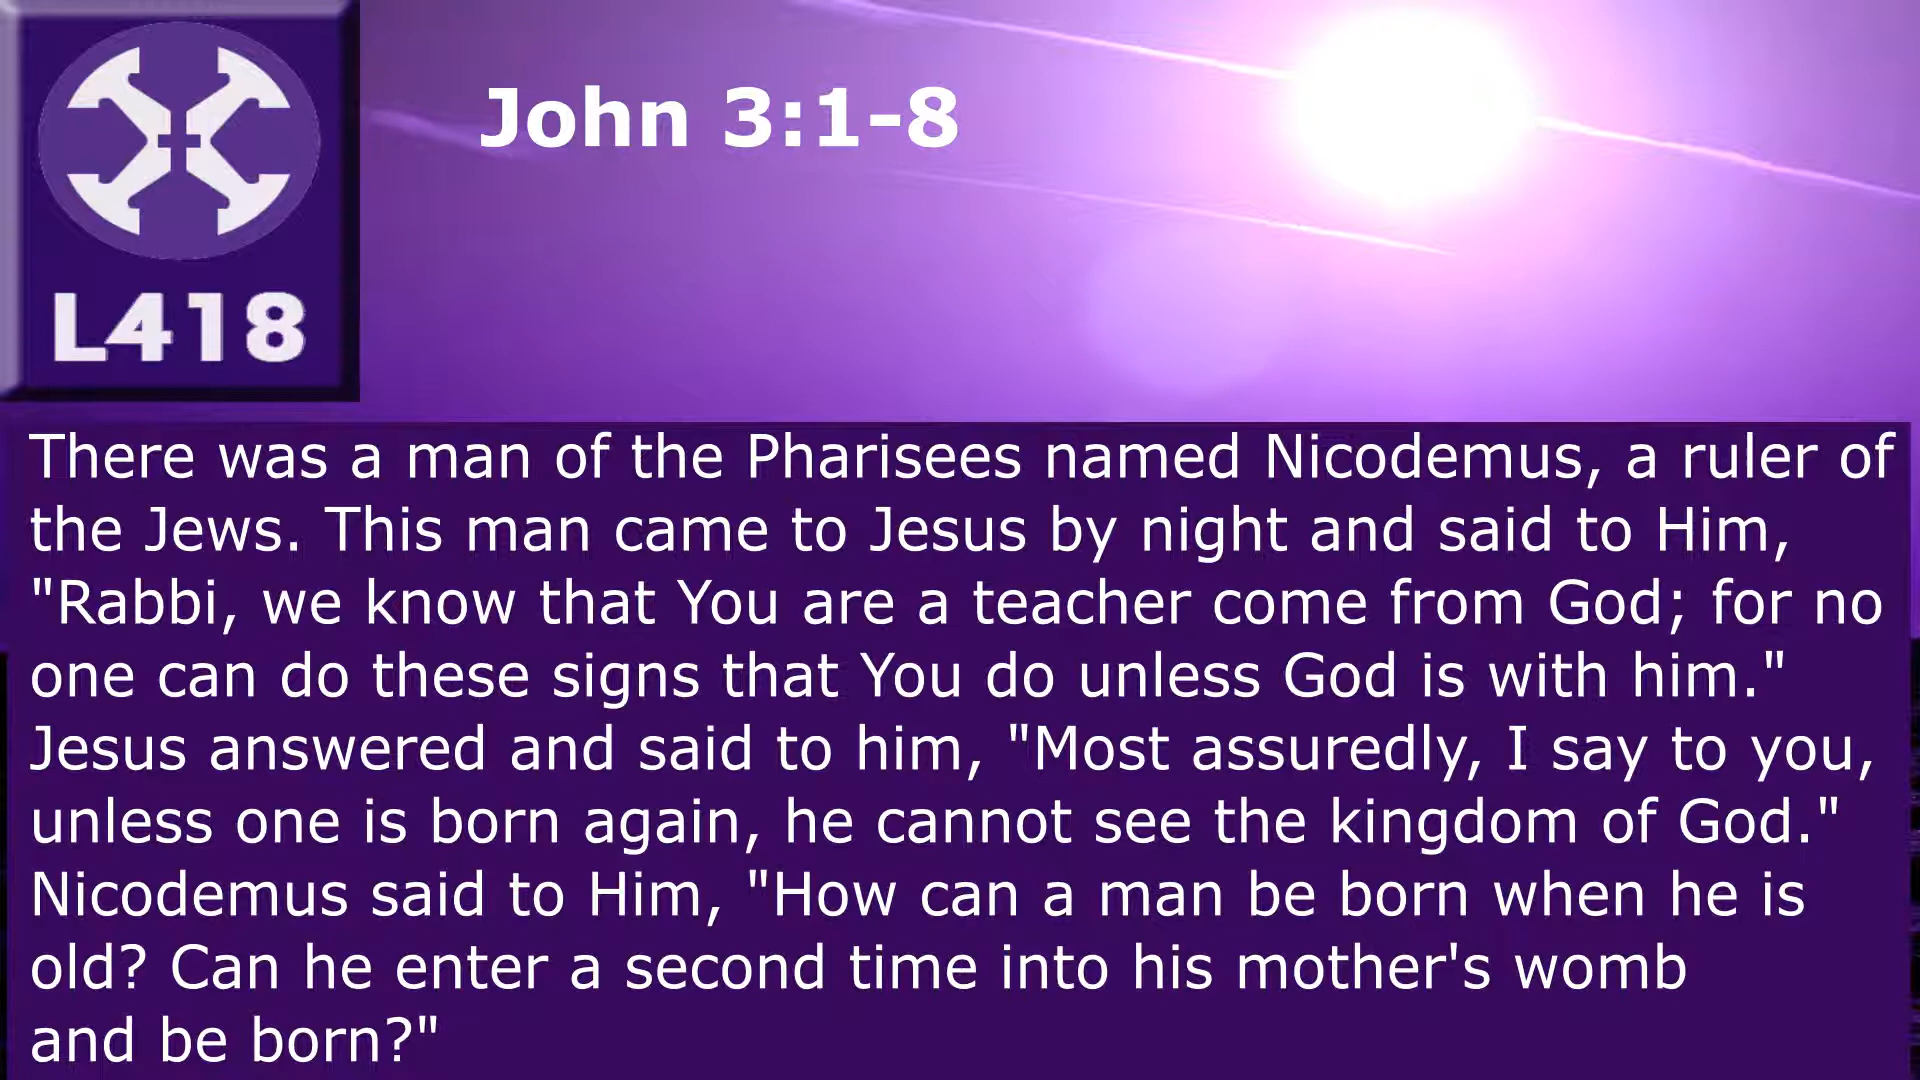 John 3:1-8
L418
There was a man of the Pharisees named Nicodemus, a ruler of
the Jews. This man came to Jesus by night and said to Him,
"Rabbi, we know that You are a teacher come from God; for no
one can do these signs that You do unless God is with him."
Jesus answered and said to him, "Most assuredly, I say to you,
unless one is born again, he cannot see the kingdom of God."
Nicodemus said to Him, "How can a man be born when he is
old? Can he enter a second time into his mother's womb
and be born?"